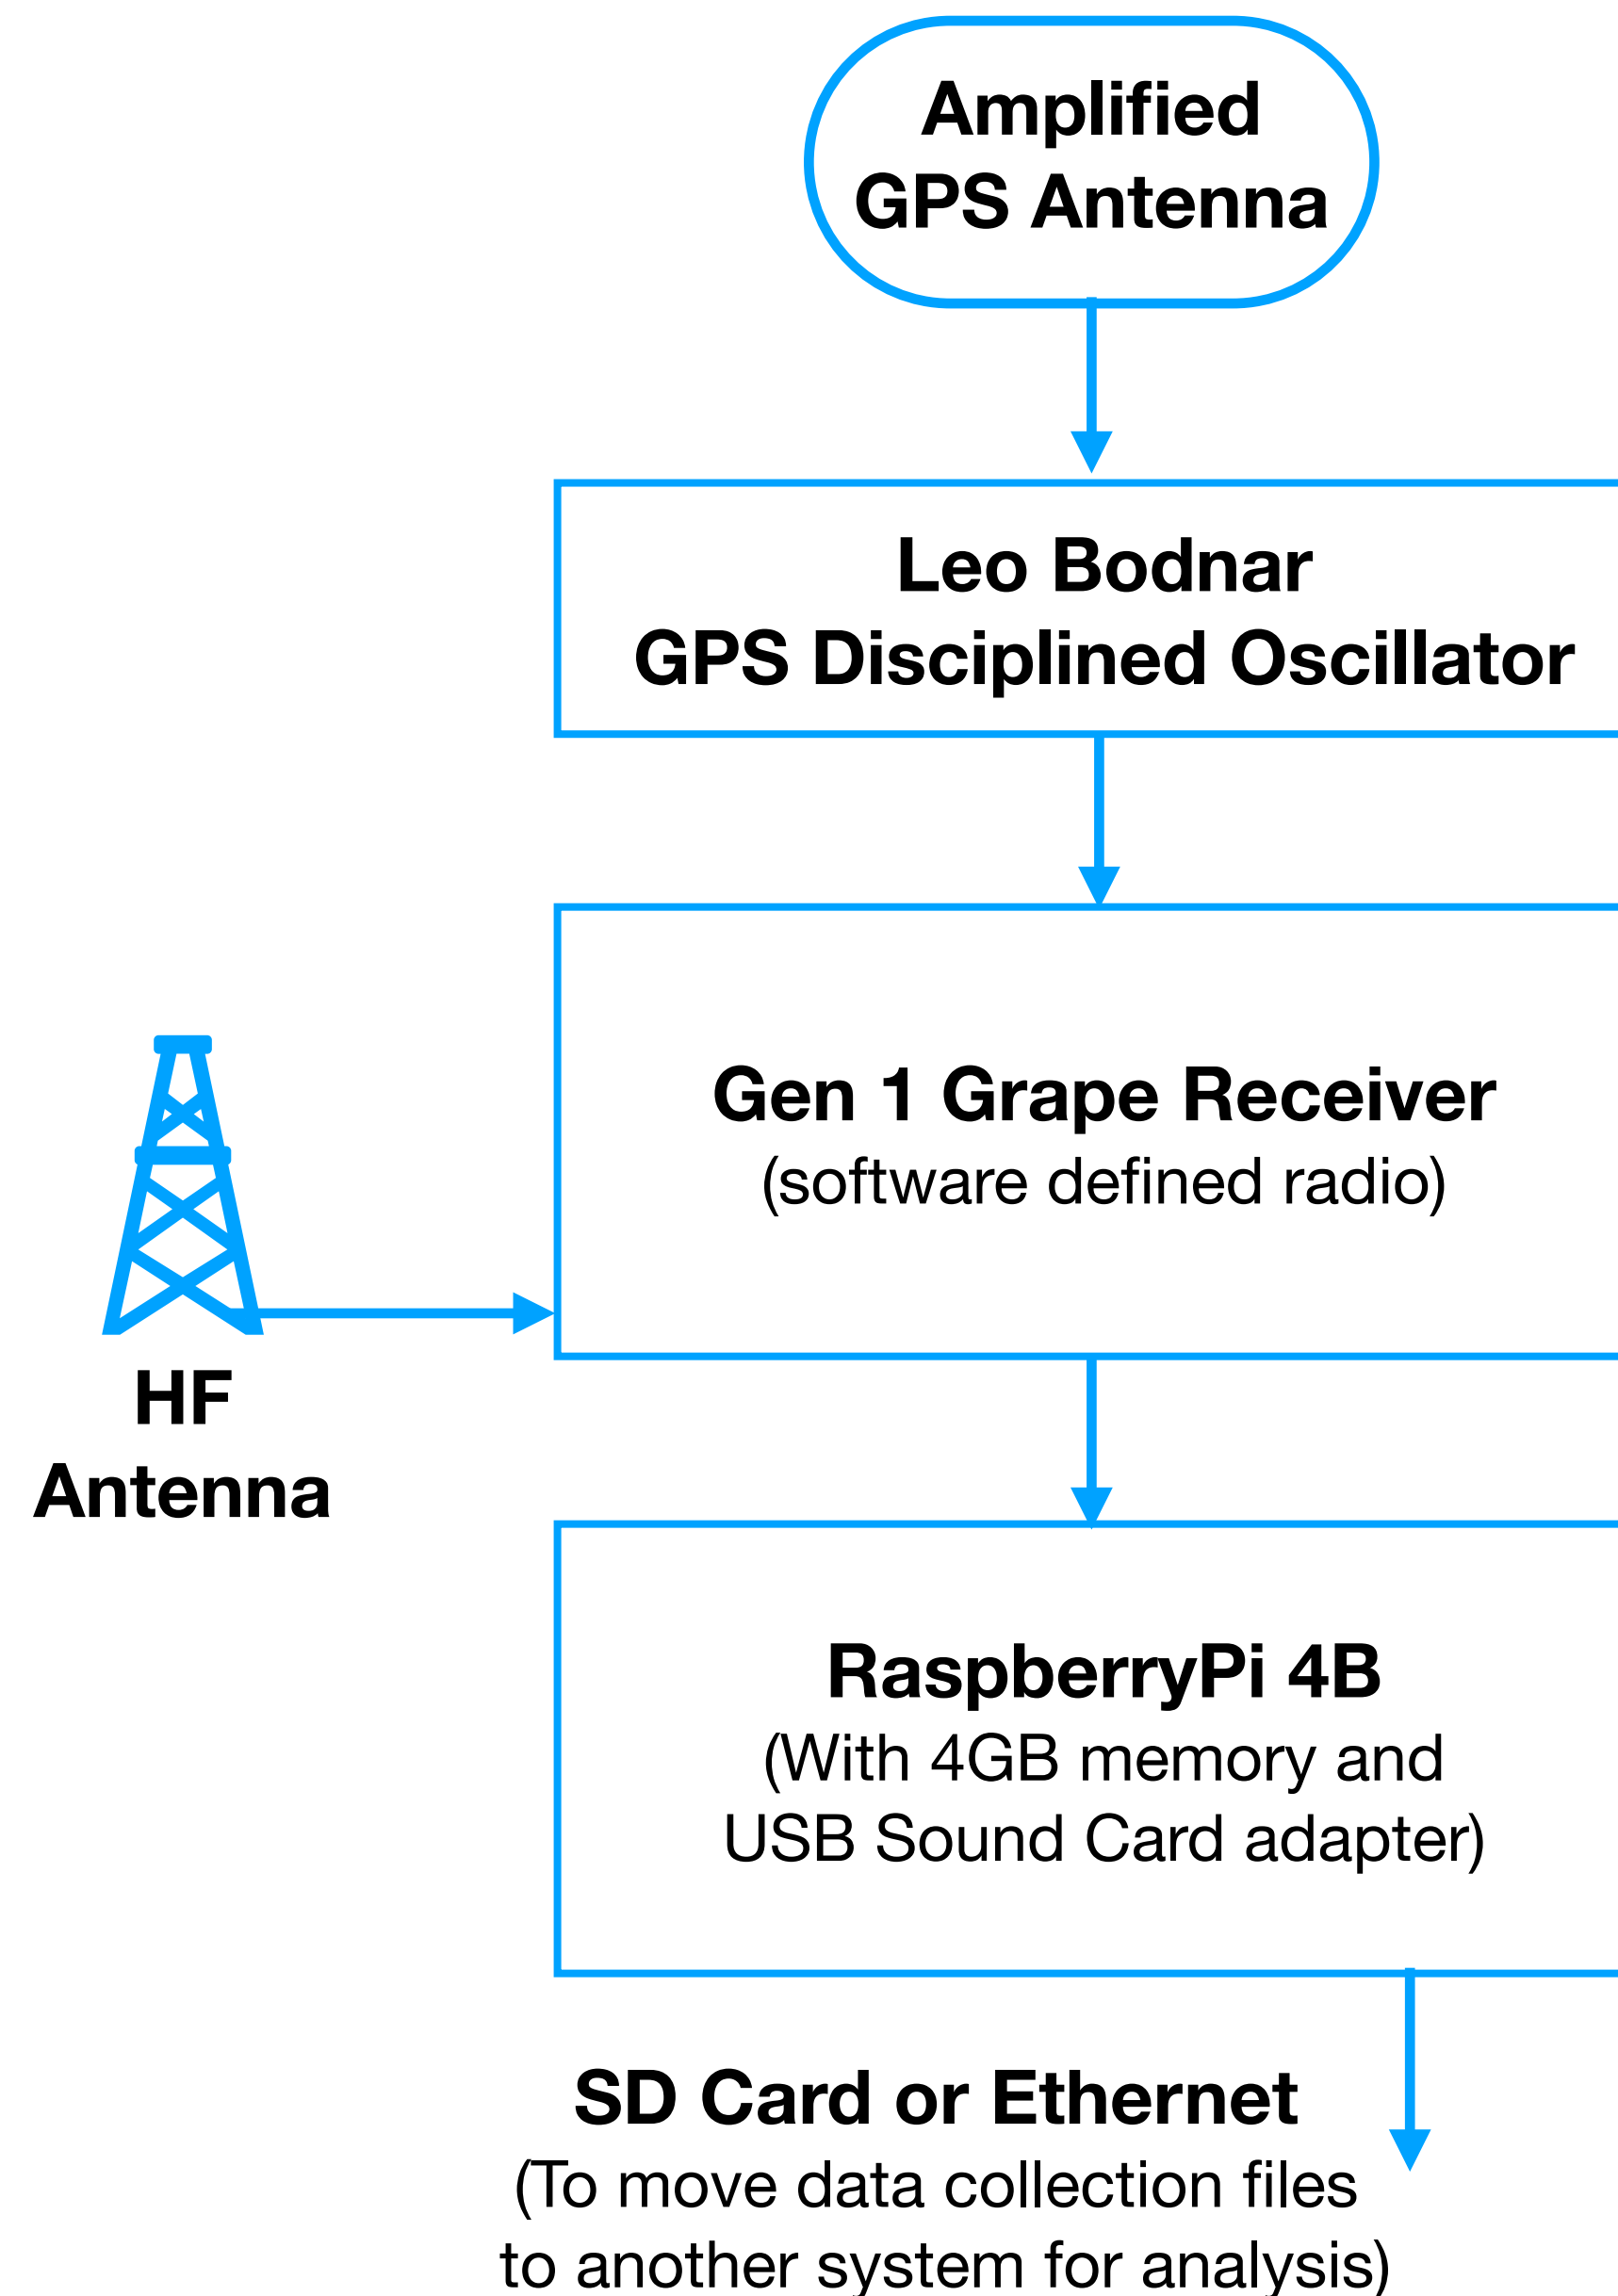 Amplified
GPS Antenna
Leo Bodnar
GPS Disciplined Oscillator
Gen 1 Grape Receiver
(software defined radio)
HF
Antenna
RaspberryPi 4B
(With 4GB memory and
USB Sound Card adapter)
SD Card or Ethernet
(To move data collection files
to another system for analysis)